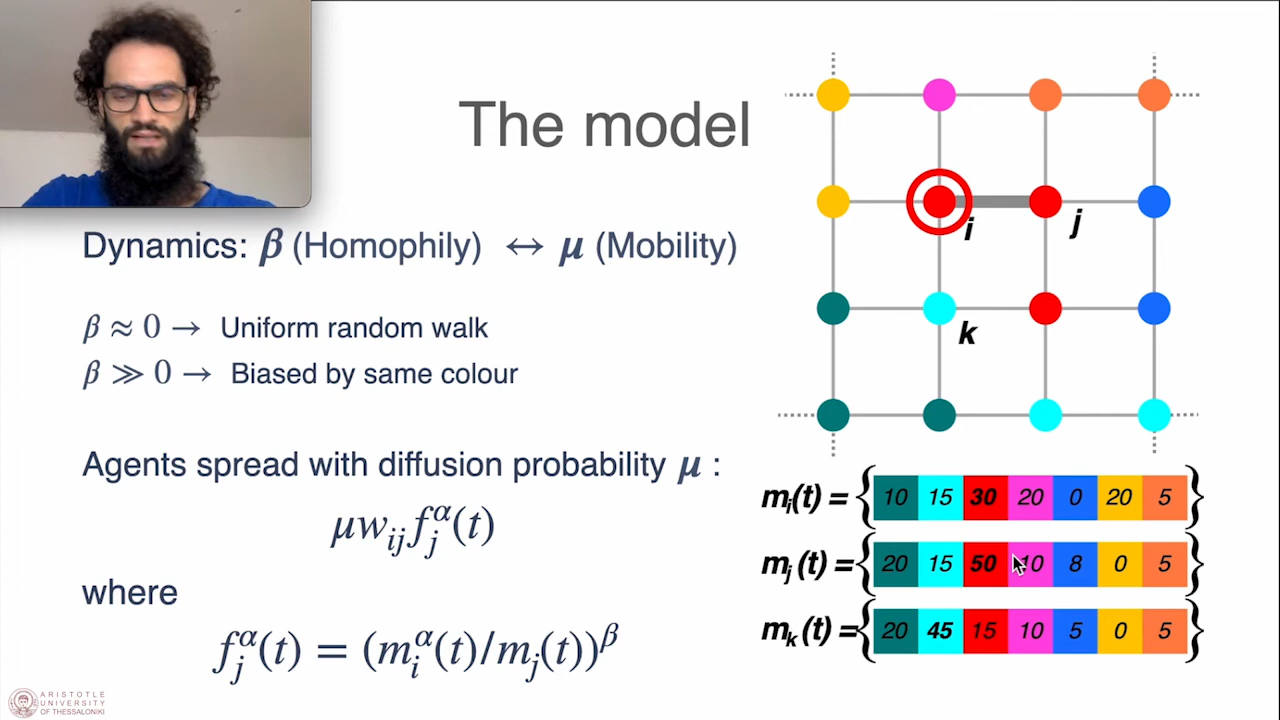 The model
Dynamics: β (Homophily) ↔ μ (Mobility)
β ≈ 0 → Uniform random walk
β ≫ 0 → Biased by same colour
Agents spread with diffusion probability μ :
μw_{ij}f_j^α(t)
where
f_j^α(t) = (m_i^α(t)/m_j(t))^β
i
j
k
m_i(t) = { 10 15 30 20 0 20 5 }
m_j(t) = { 20 15 50 10 8 0 5 }
m_k(t) = { 20 45 15 10 5 0 5 }
ARISTOTLE
UNIVERSITY
OF THESSALONIKI